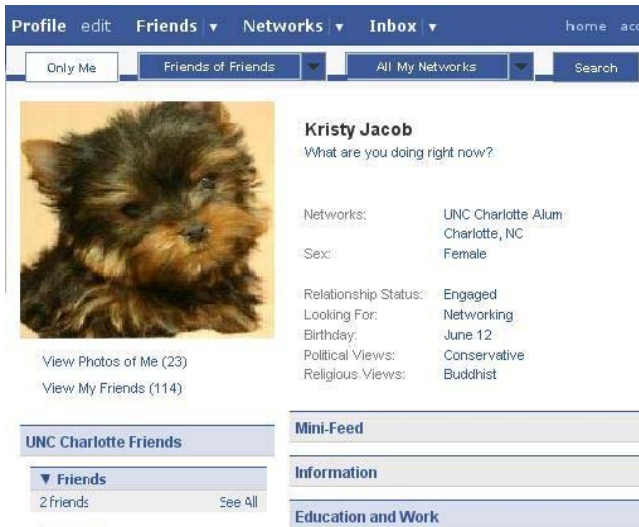 Profile edit Friends ▼ Networks ▼ Inbox ▼ home
Only Me Friends of Friends ▼ All My Networks ▼ Search
Kristy Jacob
What are you doing right now?
Networks: UNC Charlotte Alum
Charlotte, NC
Sex: Female
Relationship Status: Engaged
Looking For: Networking
Birthday: June 12
Political Views: Conservative
Religious Views: Buddhist
View Photos of Me (23)
View My Friends (114)
UNC Charlotte Friends
▼ Friends
2 friends See All
Mini-Feed
Information
Education and Work